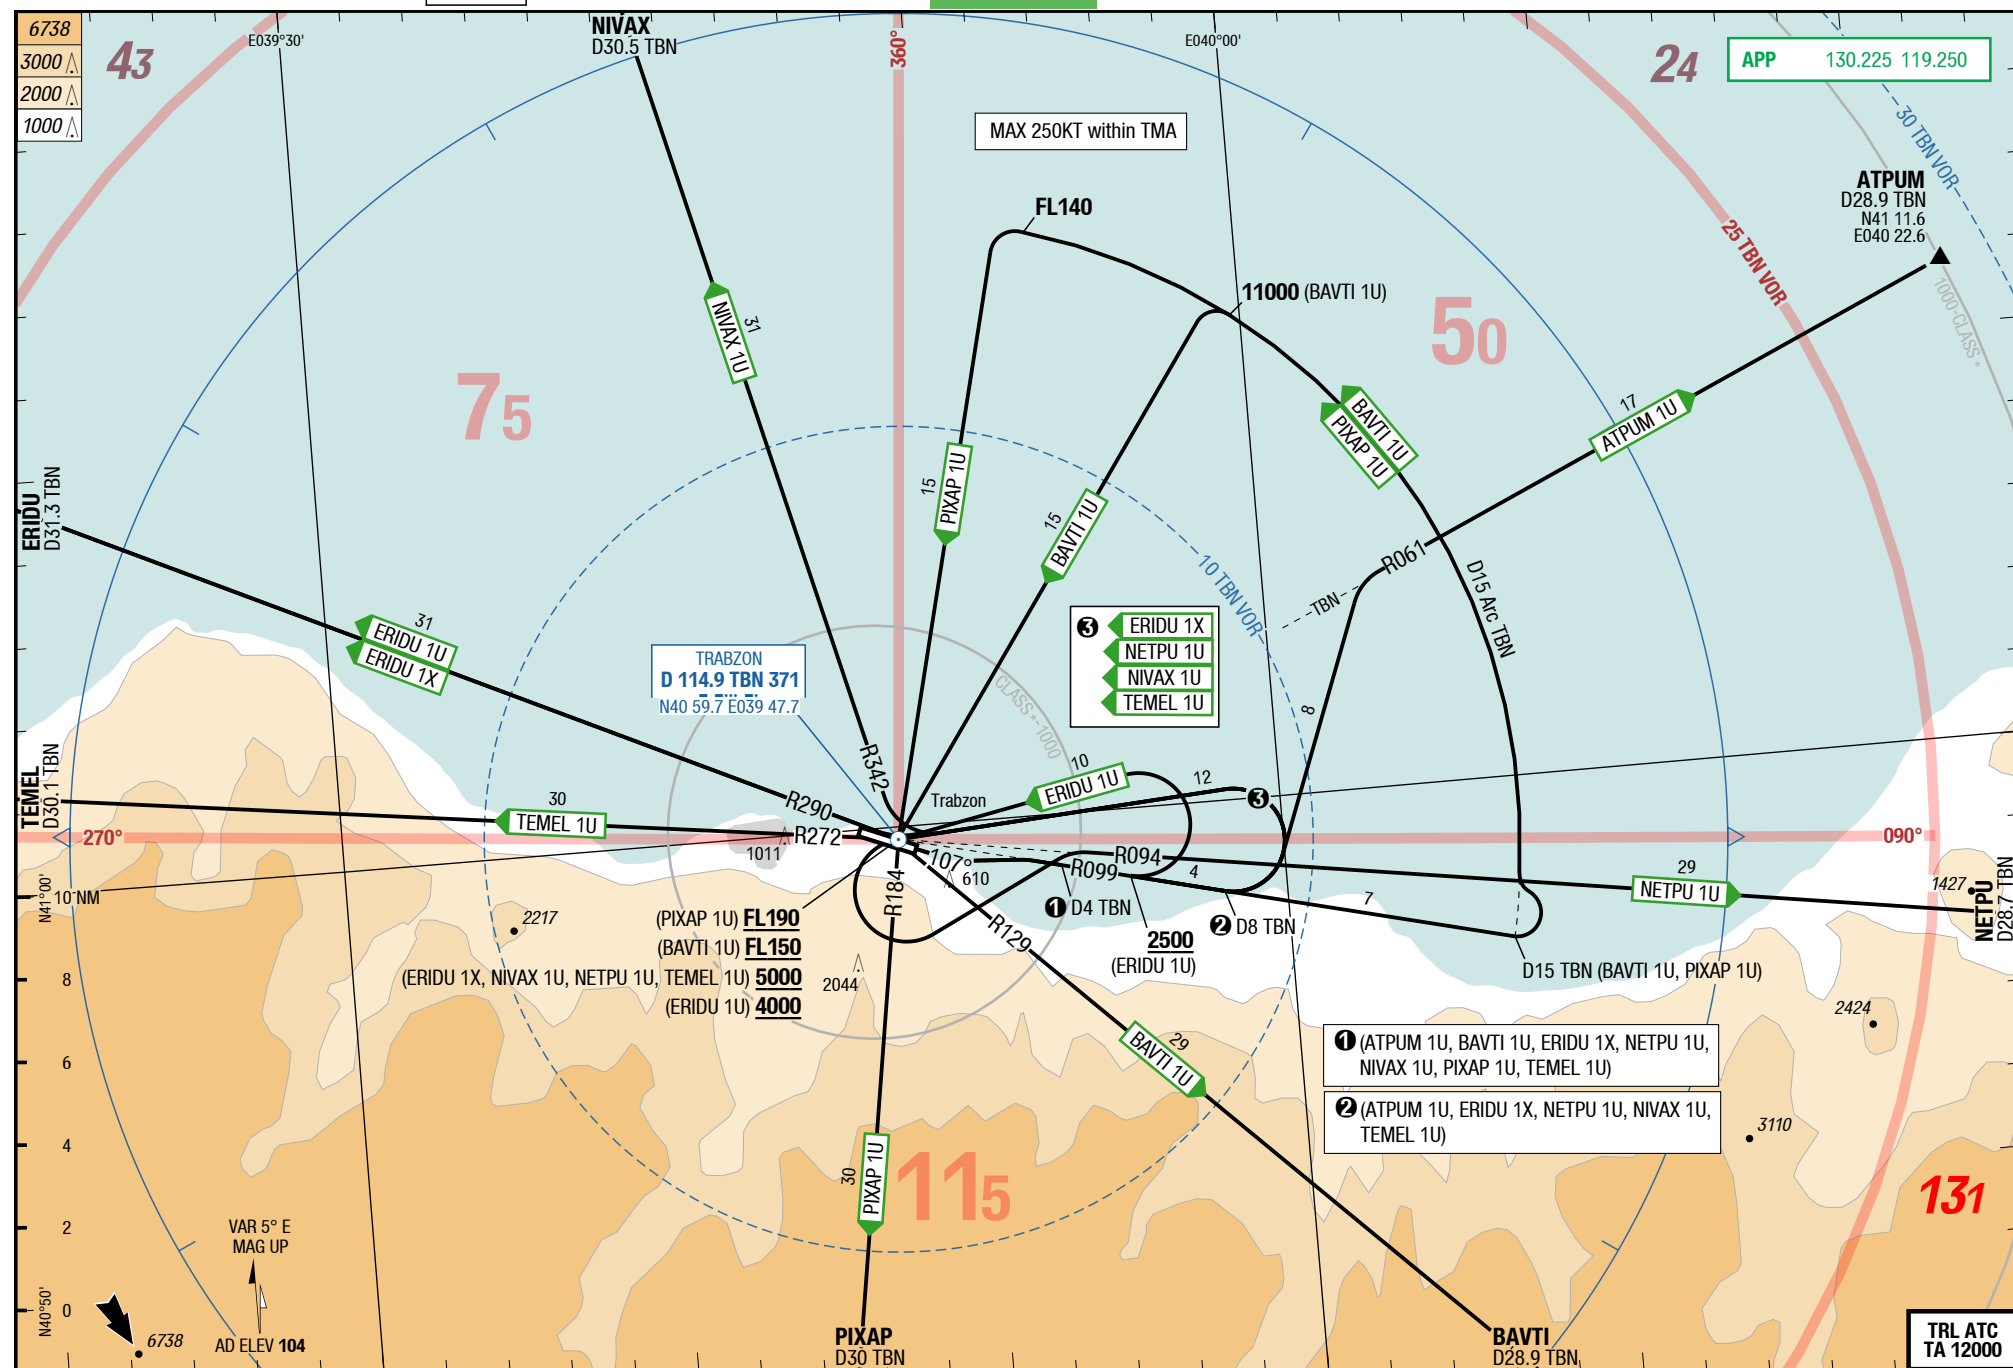 6738
3000
2000
1000
43
E039°30'
NIVAX
D30.5 TBN
360°
E040°00'
24
APP 130.225 119.250
MAX 250KT within TMA
30 TBN VOR
ATPUM
D28.9 TBN
N41 11.6
E040 22.6
FL140
25 TBN VOR
1000-CLASS *
11000 (BAVTI 1U)
50
31
NIVAX 1U
75
BAVTI 1U
PIXAP 1U
17
ATPUM 1U
15
PIXAP 1U
15
BAVTI 1U
ERIDU
D31.3 TBN
10 TBN VOR
R061
D15 Arc TBN
TBN
31
ERIDU 1U
ERIDU 1X
3
ERIDU 1X
NETPU 1U
NIVAX 1U
TEMEL 1U
TRABZON
D 114.9 TBN 371
N40 59.7 E039 47.7
CLASS *-1000
8
R342
TEMEL
D30.1 TBN
30
TEMEL 1U
R290
Trabzon
10
ERIDU 1U
12
3
270°
R272
090°
1011
107°
610
R094
R099
4
29
NETPU 1U
1427
NETPU
D28.7 TBN
N41°00'
10 NM
2217
R184
R129
1 D4 TBN
2 D8 TBN
7
(PIXAP 1U) FL190
(BAVTI 1U) FL150
(ERIDU 1X, NIVAX 1U, NETPU 1U, TEMEL 1U) 5000
(ERIDU 1U) 4000
2044
2500
(ERIDU 1U)
D15 TBN (BAVTI 1U, PIXAP 1U)
8
2424
29
BAVTI 1U
1 (ATPUM 1U, BAVTI 1U, ERIDU 1X, NETPU 1U,
NIVAX 1U, PIXAP 1U, TEMEL 1U)
2 (ATPUM 1U, ERIDU 1X, NETPU 1U, NIVAX 1U,
TEMEL 1U)
6
4
3110
30
PIXAP 1U
115
131
2
VAR 5° E
MAG UP
N40°50'
0
6738
AD ELEV 104
PIXAP
D30 TBN
BAVTI
D28.9 TBN
TRL ATC
TA 12000